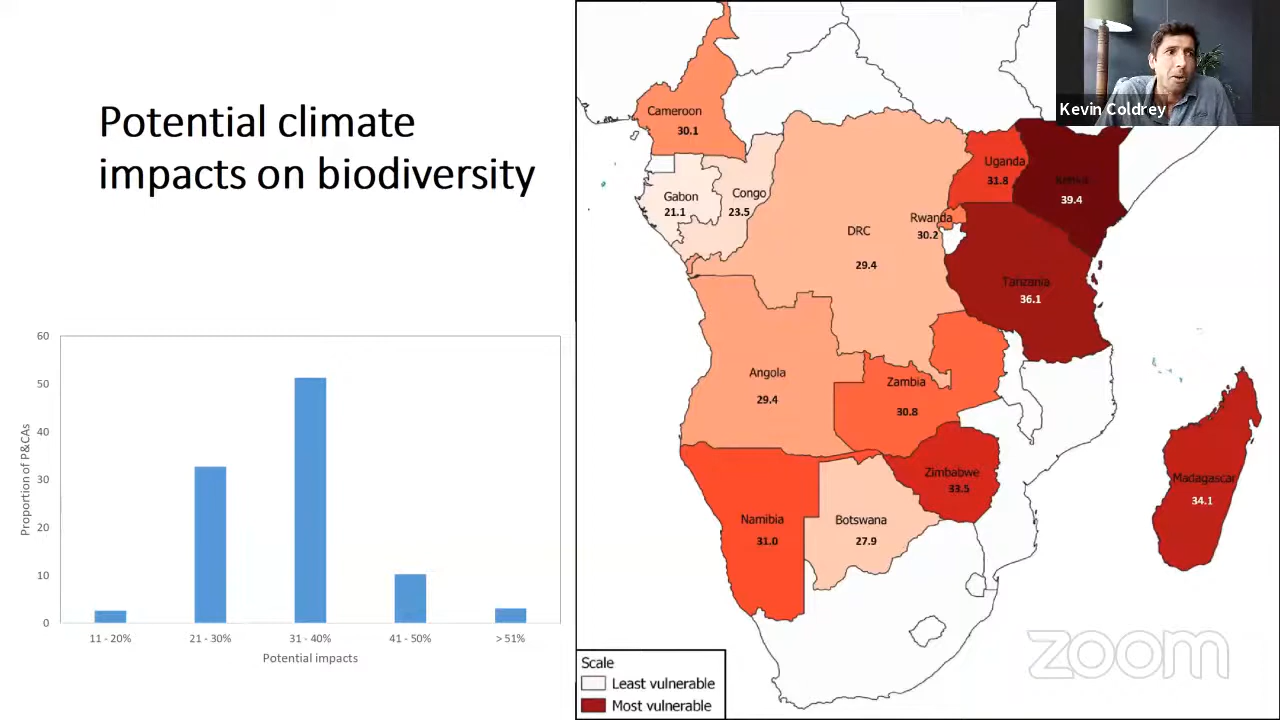 Potential climate
impacts on biodiversity
60
50
40
30
20
10
0
Proportion of P&CAs
11 - 20%
21 - 30%
31 - 40%
41 - 50%
> 51%
Potential impacts
Cameroon
30.1
Gabon
21.1
Congo
23.5
DRC
29.4
Uganda
31.8
Kenya
39.4
Rwanda
30.2
Tanzania
36.1
Angola
29.4
Zambia
30.8
Zimbabwe
33.5
Madagascar
34.1
Namibia
31.0
Botswana
27.9
Scale
Least vulnerable
Most vulnerable
Kevin Coldrey
zoom